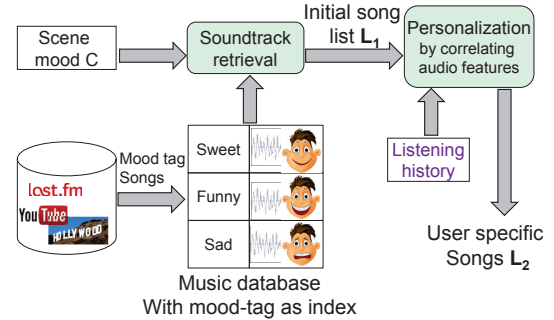 Scene
mood C
Soundtrack
retrieval
Initial song
list L1
Personalization
by correlating
audio features
Mood tag
Songs
last.fm
YouTube
HOLLYWOOD
Sweet
Funny
Sad
Listening
history
Music database
With mood-tag as index
User specific
Songs L2